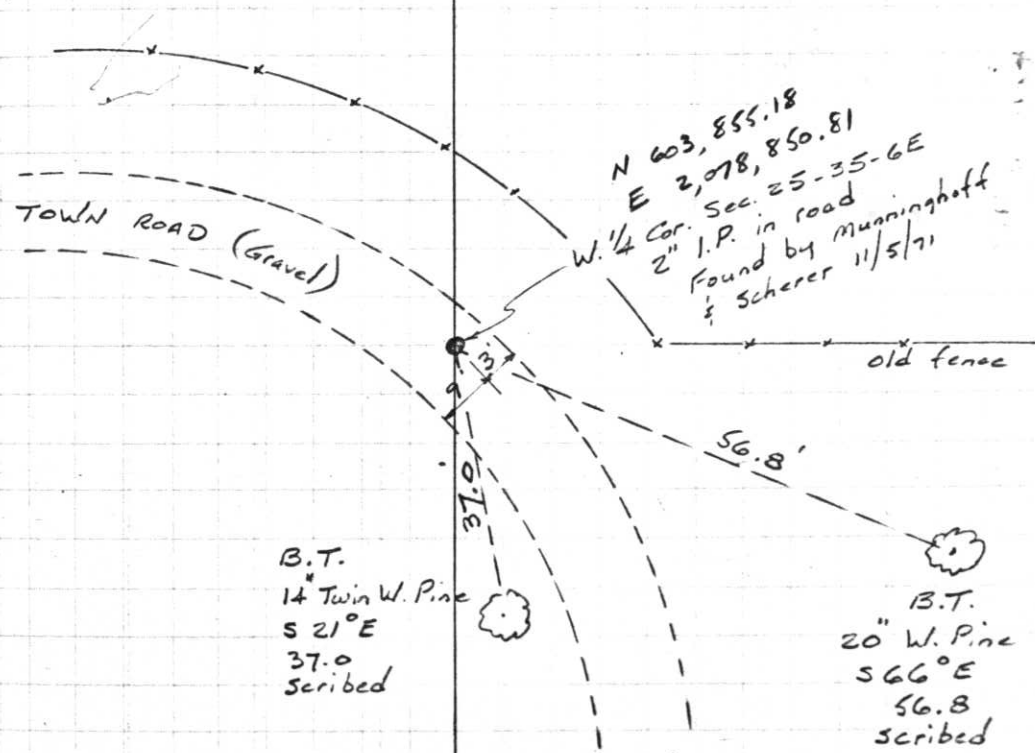 N 603,855.18
E 2,078,850.81
W. 1/4 Cor. Sec. 25-35-6E
2" I.P. in road
Found by Munninghoff
& Scherer 11/5/71
TOWN ROAD (Gravel)
old fence
3
9
56.8'
37.0
B.T.
14" Twin W. Pine
S 21°E
37.0
Scribed
B.T.
20" W. Pine
S 66°E
56.8
scribed